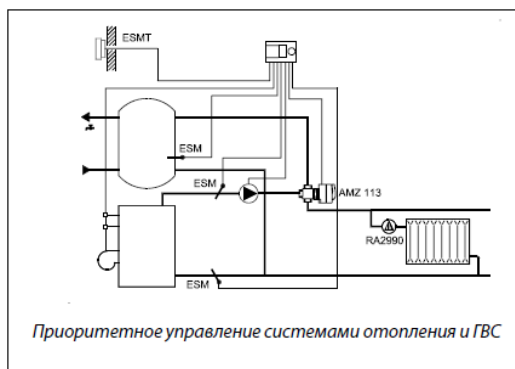 ESMT
ESM
ESM
AMZ 113
RA2990
ESM
Приоритетное управление системами отопления и ГВС